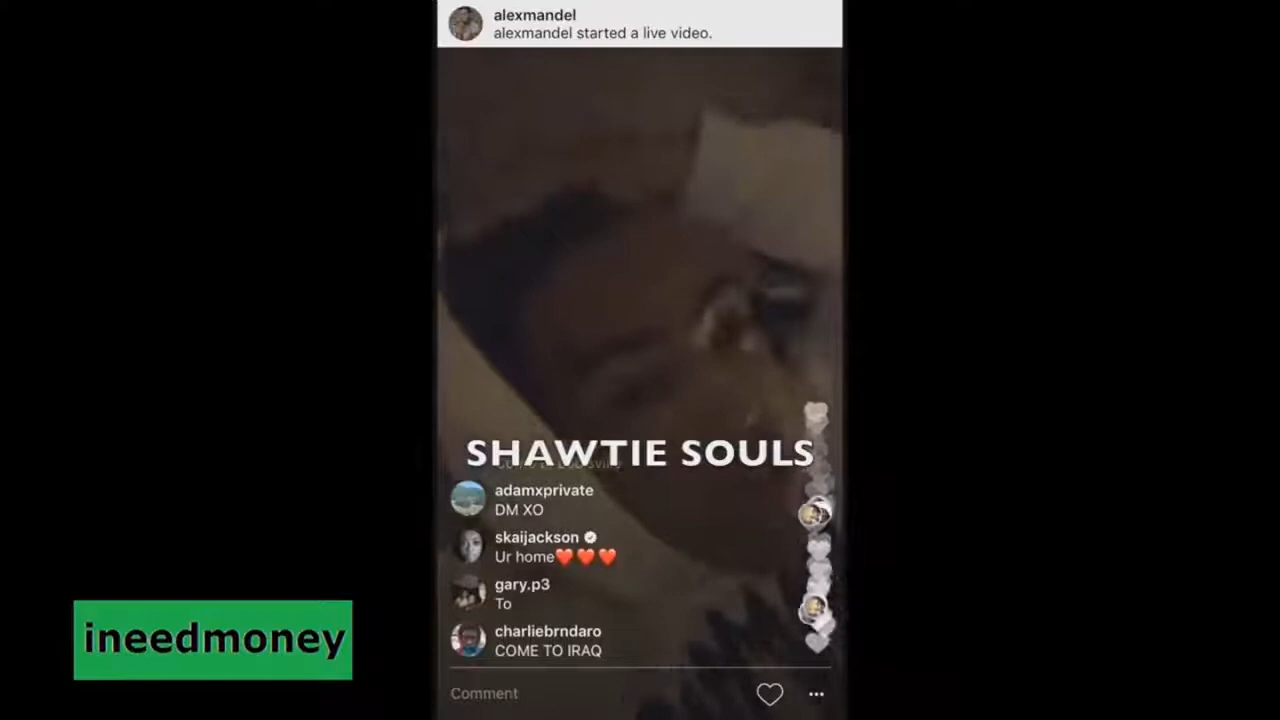 alexmandel
alexmandel started a live video.
SHAWTIE SOULS
adamxprivate
DM XO
skaijackson
Ur home❤️❤️❤️
gary.p3
To
charliebrndaro
COME TO IRAQ
Comment
ineedmoney